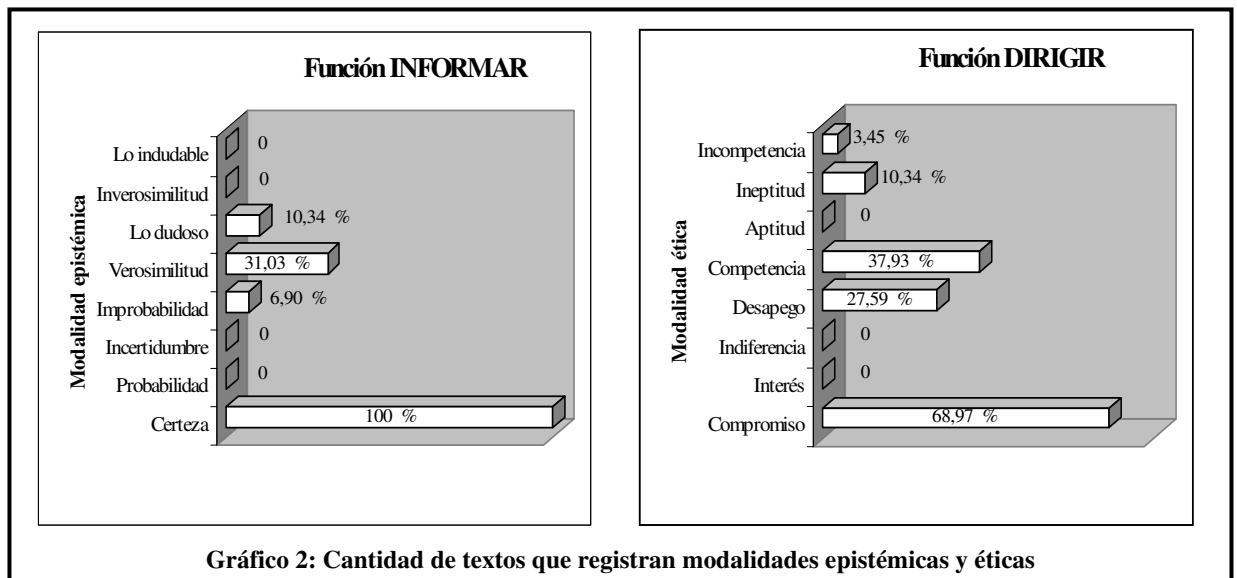 Función INFORMAR
Modalidad epistémica
Lo indudable 0
Inverosimilitud 0
Lo dudoso 10,34 %
Verosimilitud 31,03 %
Improbabilidad 6,90 %
Incertidumbre 0
Probabilidad 0
Certeza 100 %
Función DIRIGIR
Modalidad ética
Incompetencia 3,45 %
Ineptitud 10,34 %
Aptitud 0
Competencia 37,93 %
Desapego 27,59 %
Indiferencia 0
Interés 0
Compromiso 68,97 %
Gráfico 2: Cantidad de textos que registran modalidades epistémicas y éticas